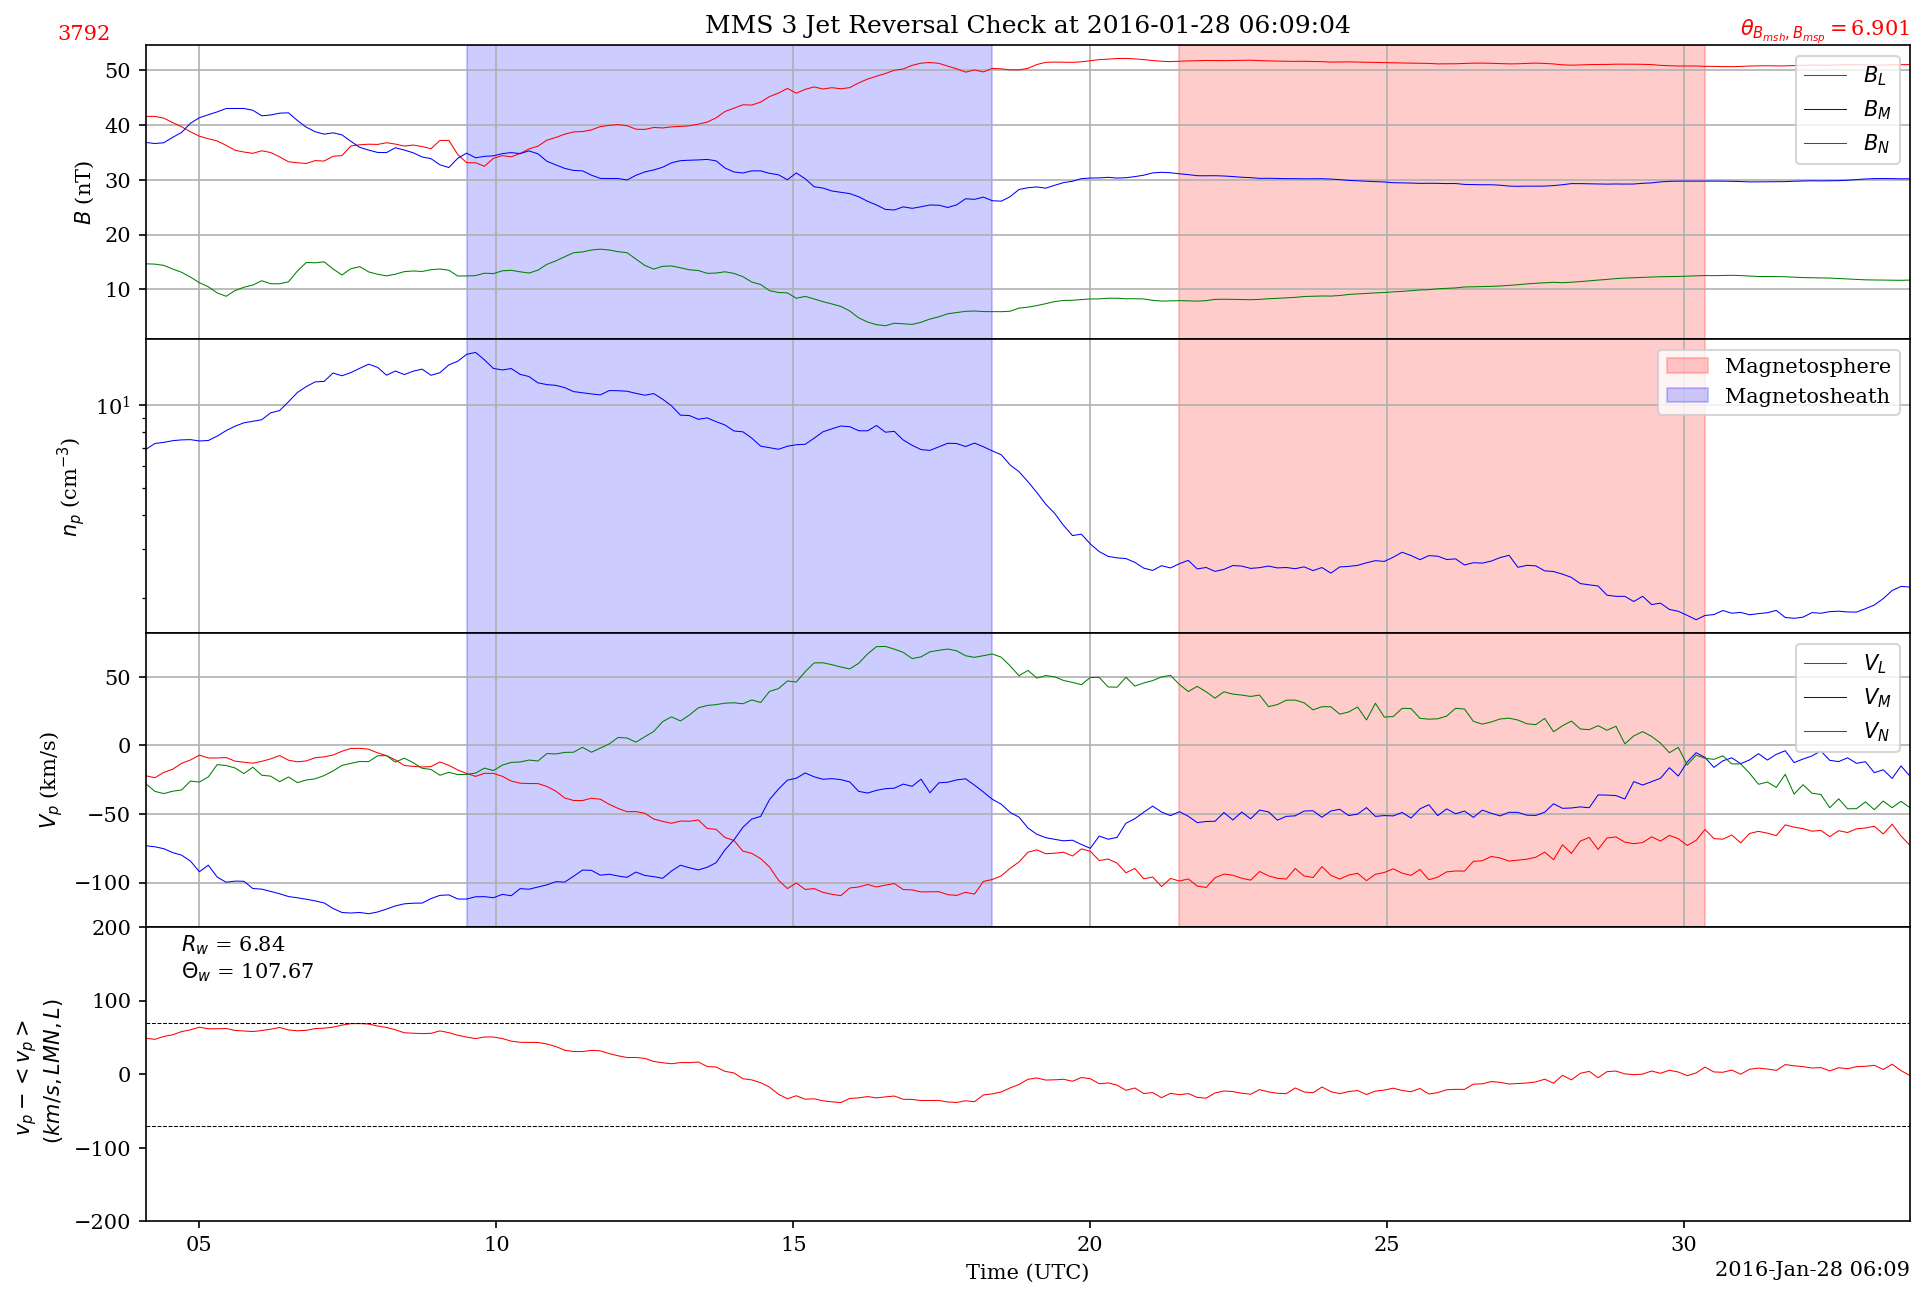 MMS 3 Jet Reversal Check at 2016-01-28 06:09:04
3792
θ_{B_{msh}, B_{msp}} = 6.901
50
40
30
20
10
B (nT)
B_L
B_M
B_N
10^1
n_p (cm^{-3})
Magnetosphere
Magnetosheath
50
0
−50
−100
V_p (km/s)
V_L
V_M
V_N
200
100
0
−100
−200
v_p − < v_p >
(km/s, LMN, L)
R_w = 6.84
Θ_w = 107.67
05
10
15
20
25
30
Time (UTC)
2016-Jan-28 06:09